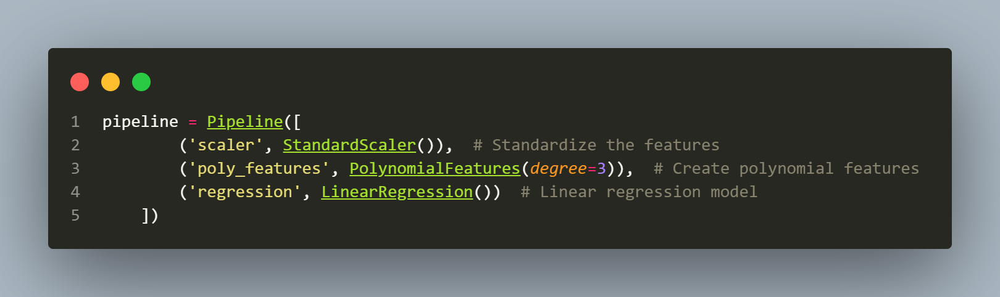 1 pipeline = Pipeline([
2         ('scaler', StandardScaler()),  # Standardize the features
3         ('poly_features', PolynomialFeatures(degree=3)),  # Create polynomial features
4         ('regression', LinearRegression())  # Linear regression model
5     ])